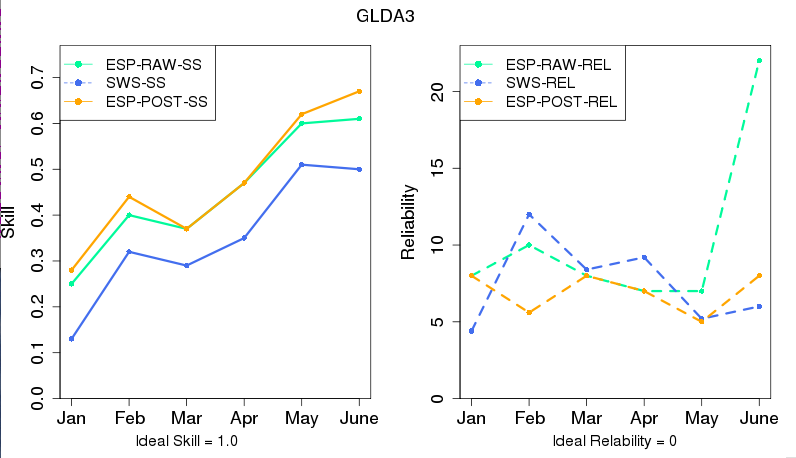 GLDA3
ESP-RAW-SS
SWS-SS
ESP-POST-SS
Skill
0.0 0.1 0.2 0.3 0.4 0.5 0.6 0.7
Jan Feb Mar Apr May June
Ideal Skill = 1.0
ESP-RAW-REL
SWS-REL
ESP-POST-REL
Reliability
0 5 10 15 20
Jan Feb Mar Apr May June
Ideal Relability = 0